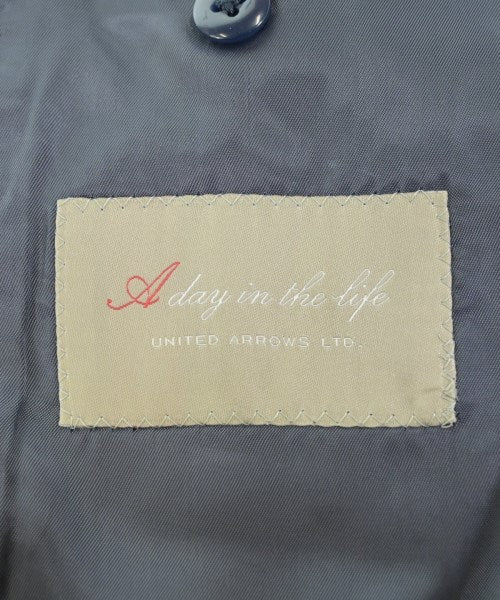 A day in the life
UNITED ARROWS LTD.